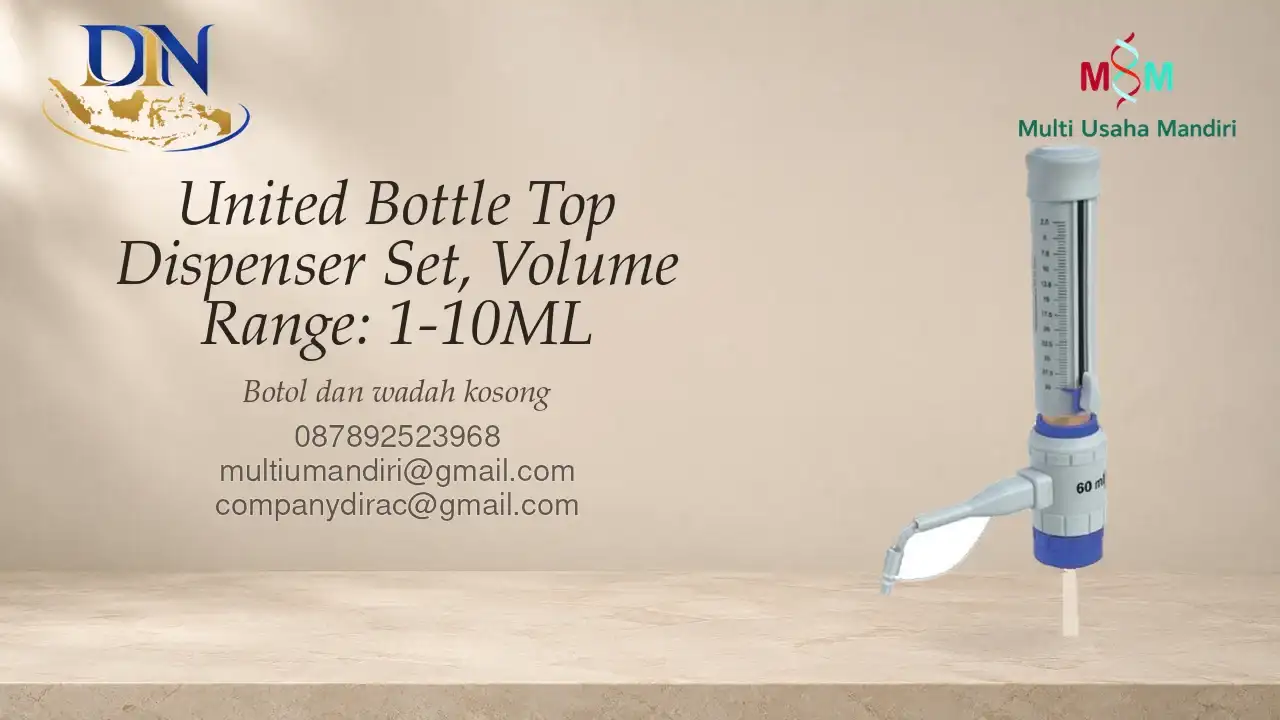 DIN
M M
Multi Usaha Mandiri
United Bottle Top
Dispenser Set, Volume
Range: 1-10ML
Botol dan wadah kosong
087892523968
multiumandiri@gmail.com
companydirac@gmail.com
60 ml